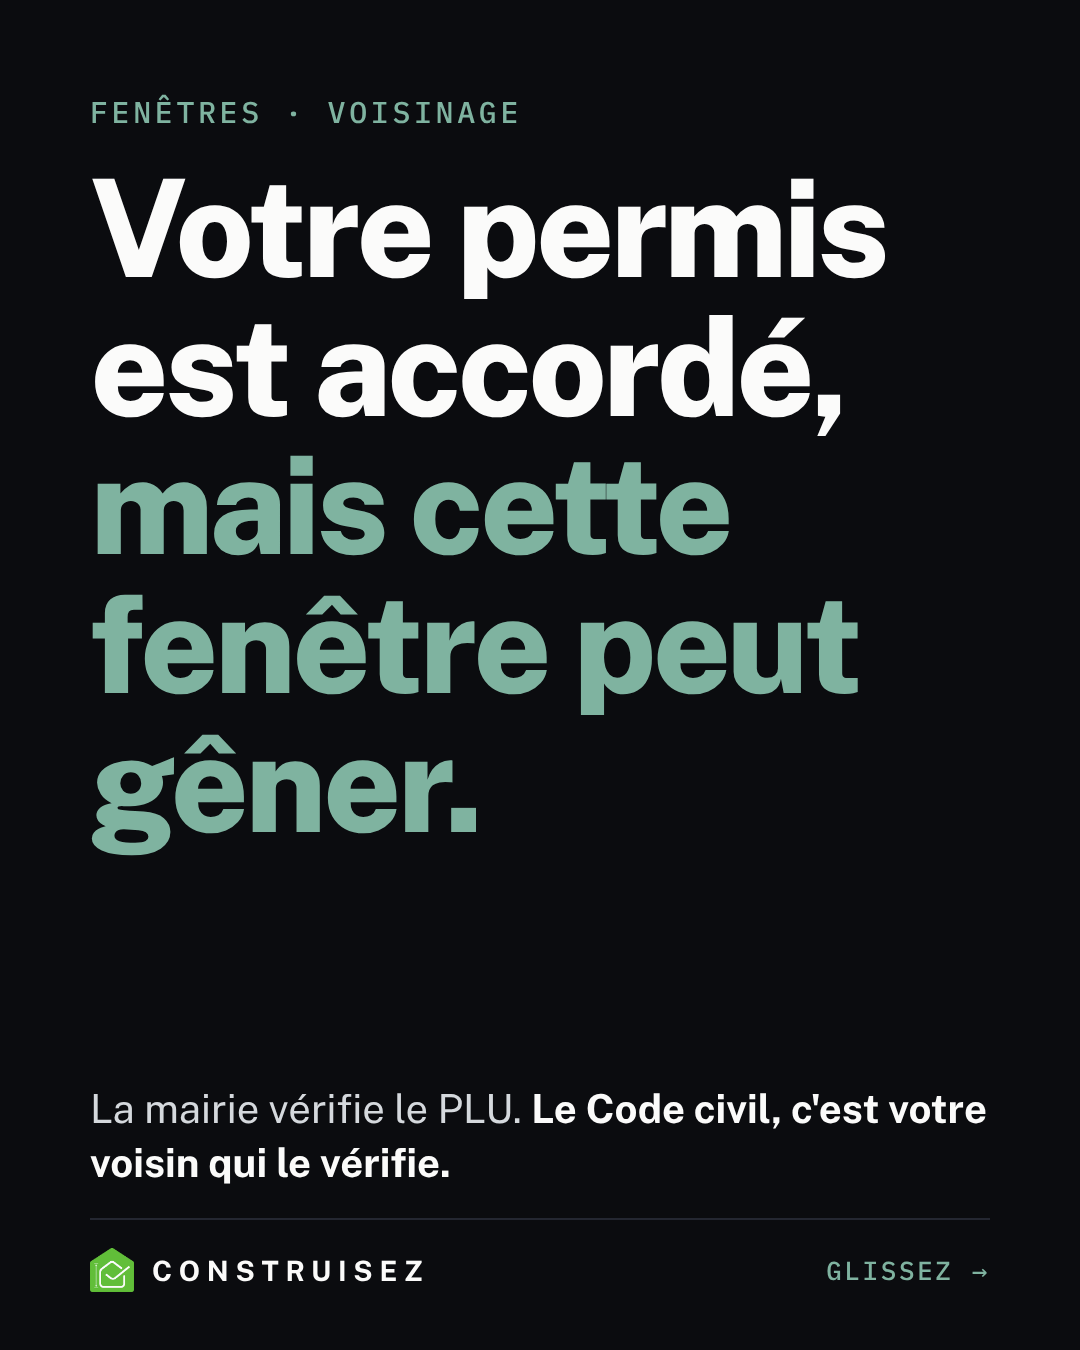 FENÊTRES · VOISINAGE
Votre permis
est accordé,
mais cette
fenêtre peut
gêner.
La mairie vérifie le PLU. Le Code civil, c'est votre
voisin qui le vérifie.
CONSTRUISEZ
GLISSEZ →